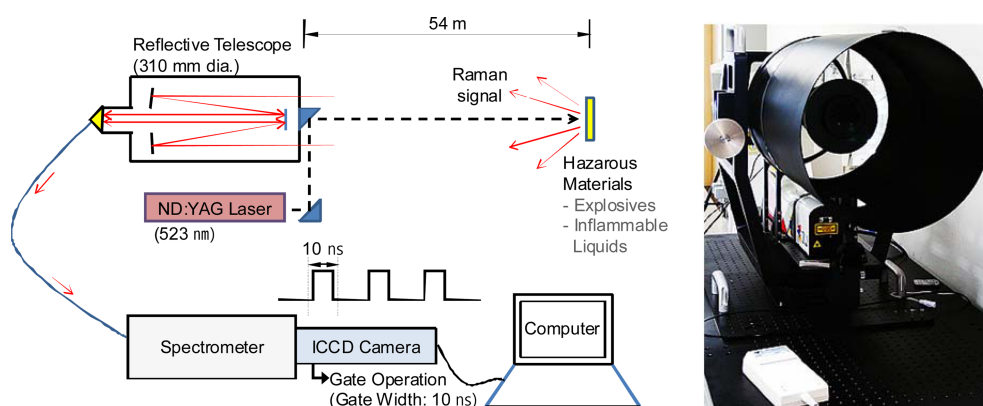 54 m
Reflective Telescope
(310 mm dia.)
Raman
signal
Hazarous
Materials
- Explosives
- Inflammable
Liquids
ND:YAG Laser
(523 nm)
10 ns
Spectrometer
ICCD Camera
Computer
Gate Operation
(Gate Width: 10 ns)